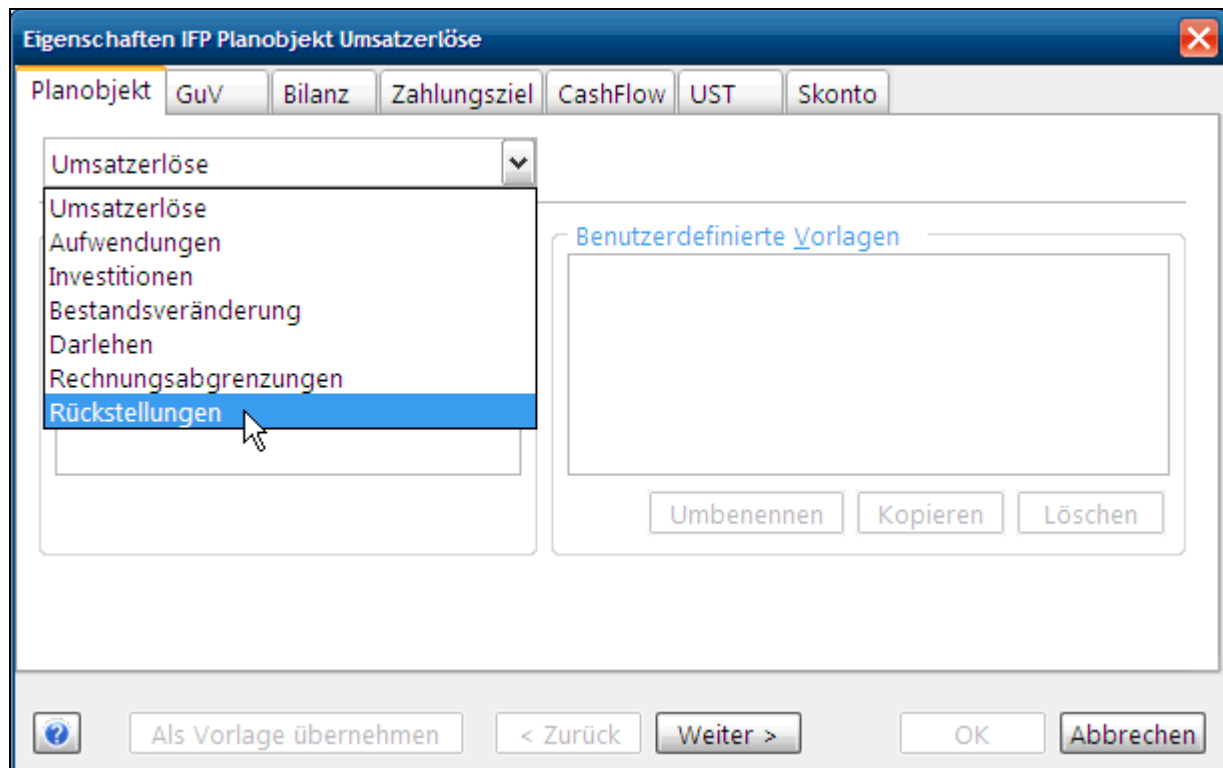 Eigenschaften IFP Planobjekt Umsatzerlöse
Planobjekt GuV Bilanz Zahlungsziel CashFlow UST Skonto
Umsatzerlöse
Umsatzerlöse
Aufwendungen
Investitionen
Bestandsveränderung
Darlehen
Rechnungsabgrenzungen
Rückstellungen
Benutzerdefinierte Vorlagen
Umbenennen Kopieren Löschen
? Als Vorlage übernehmen < Zurück Weiter > OK Abbrechen